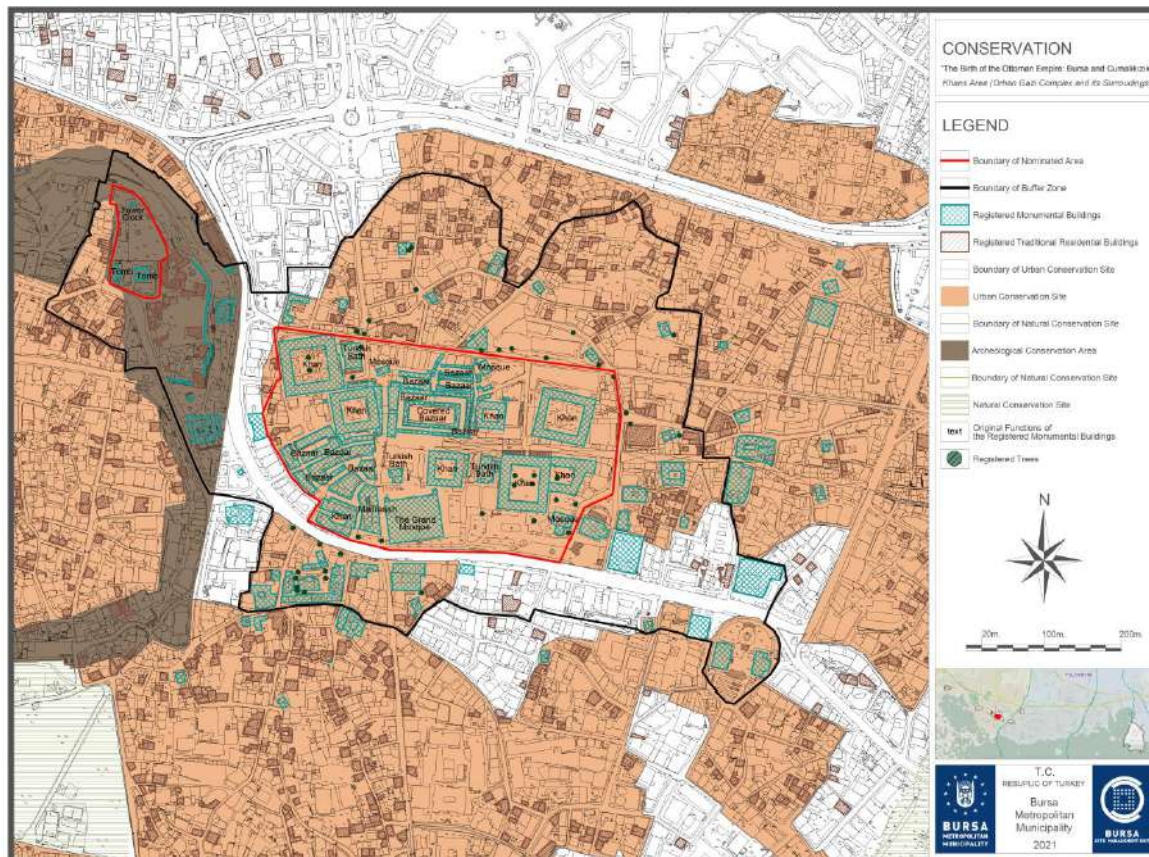 CONSERVATION
"The Birth of the Ottoman Empire: Bursa and Cumalıkızık
Khans Area (Orhan Gazi Complex and its Surroudings)
LEGEND
Boundary of Nominated Area
Boundary of Buffer Zone
Registered Monumental Buildings
Registered Traditional Residential Buildings
Boundary of Urban Conservation Site
Urban Conservation Site
Boundary of Natural Conservation Site
Archeological Conservation Area
Boundary of Natural Conservation Site
Natural Conservation Site
text Original Functions of
the Registered Monumental Buildings
Registered Trees
N
20m. 100m. 200m.
T.C.
Bursa
Metropolitan
Municipality
2021
BURSA
METROPOLITAN
MUNICIPALITY
BURSA
Tower
Clock
Tomb Tomb
Khan
Turkish
Bath
Mosque
Mosque
Bazaar
Bazaar
Bazaar
Bazaar
Khan
Covered
Bazaar
Khan
Khan
Bazaar
Bazaar
Bazaar
Bazaar
Bazaar
Turkish
Bath
Khan
Turkish
Bath
Khan
Khan
Khan
The Grand
Mosque
Mosque